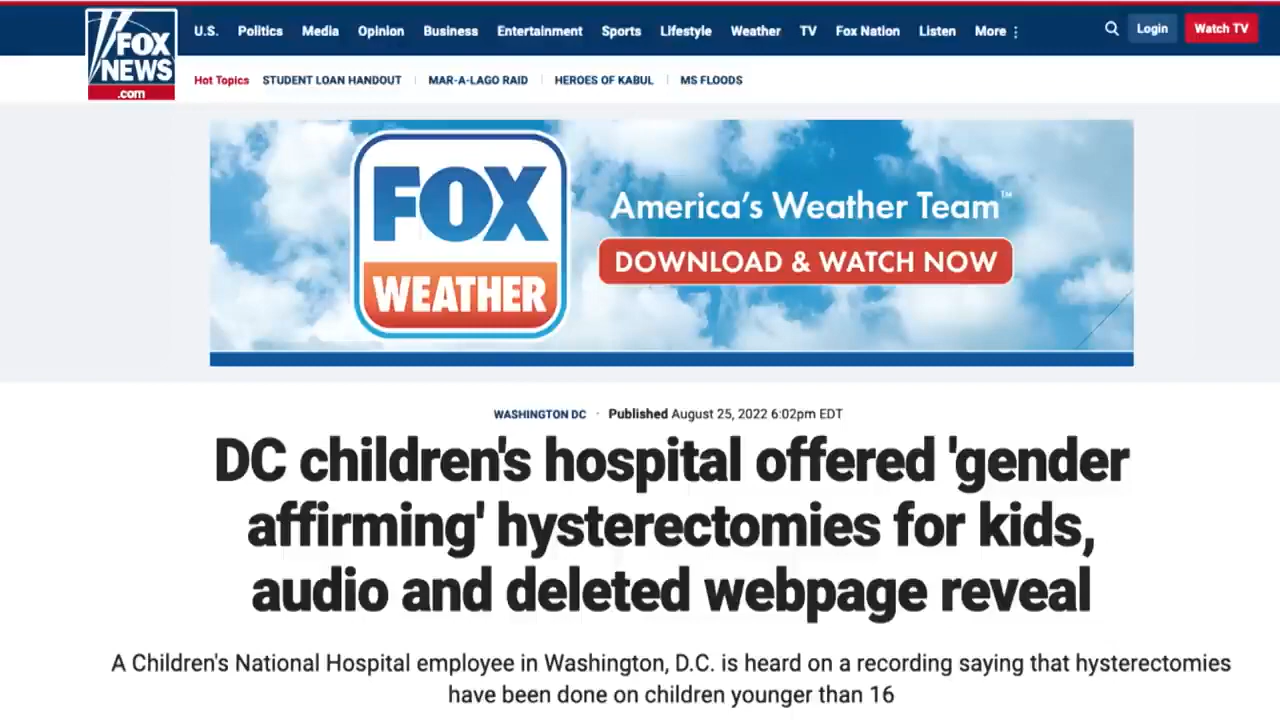 FOX
NEWS
.com
U.S. Politics Media Opinion Business Entertainment Sports Lifestyle Weather TV Fox Nation Listen More Login Watch TV
Hot Topics STUDENT LOAN HANDOUT MAR-A-LAGO RAID HEROES OF KABUL MS FLOODS
FOX
WEATHER
America's Weather Team™
DOWNLOAD & WATCH NOW
WASHINGTON DC · Published August 25, 2022 6:02pm EDT
DC children's hospital offered 'gender
affirming' hysterectomies for kids,
audio and deleted webpage reveal
A Children's National Hospital employee in Washington, D.C. is heard on a recording saying that hysterectomies
have been done on children younger than 16